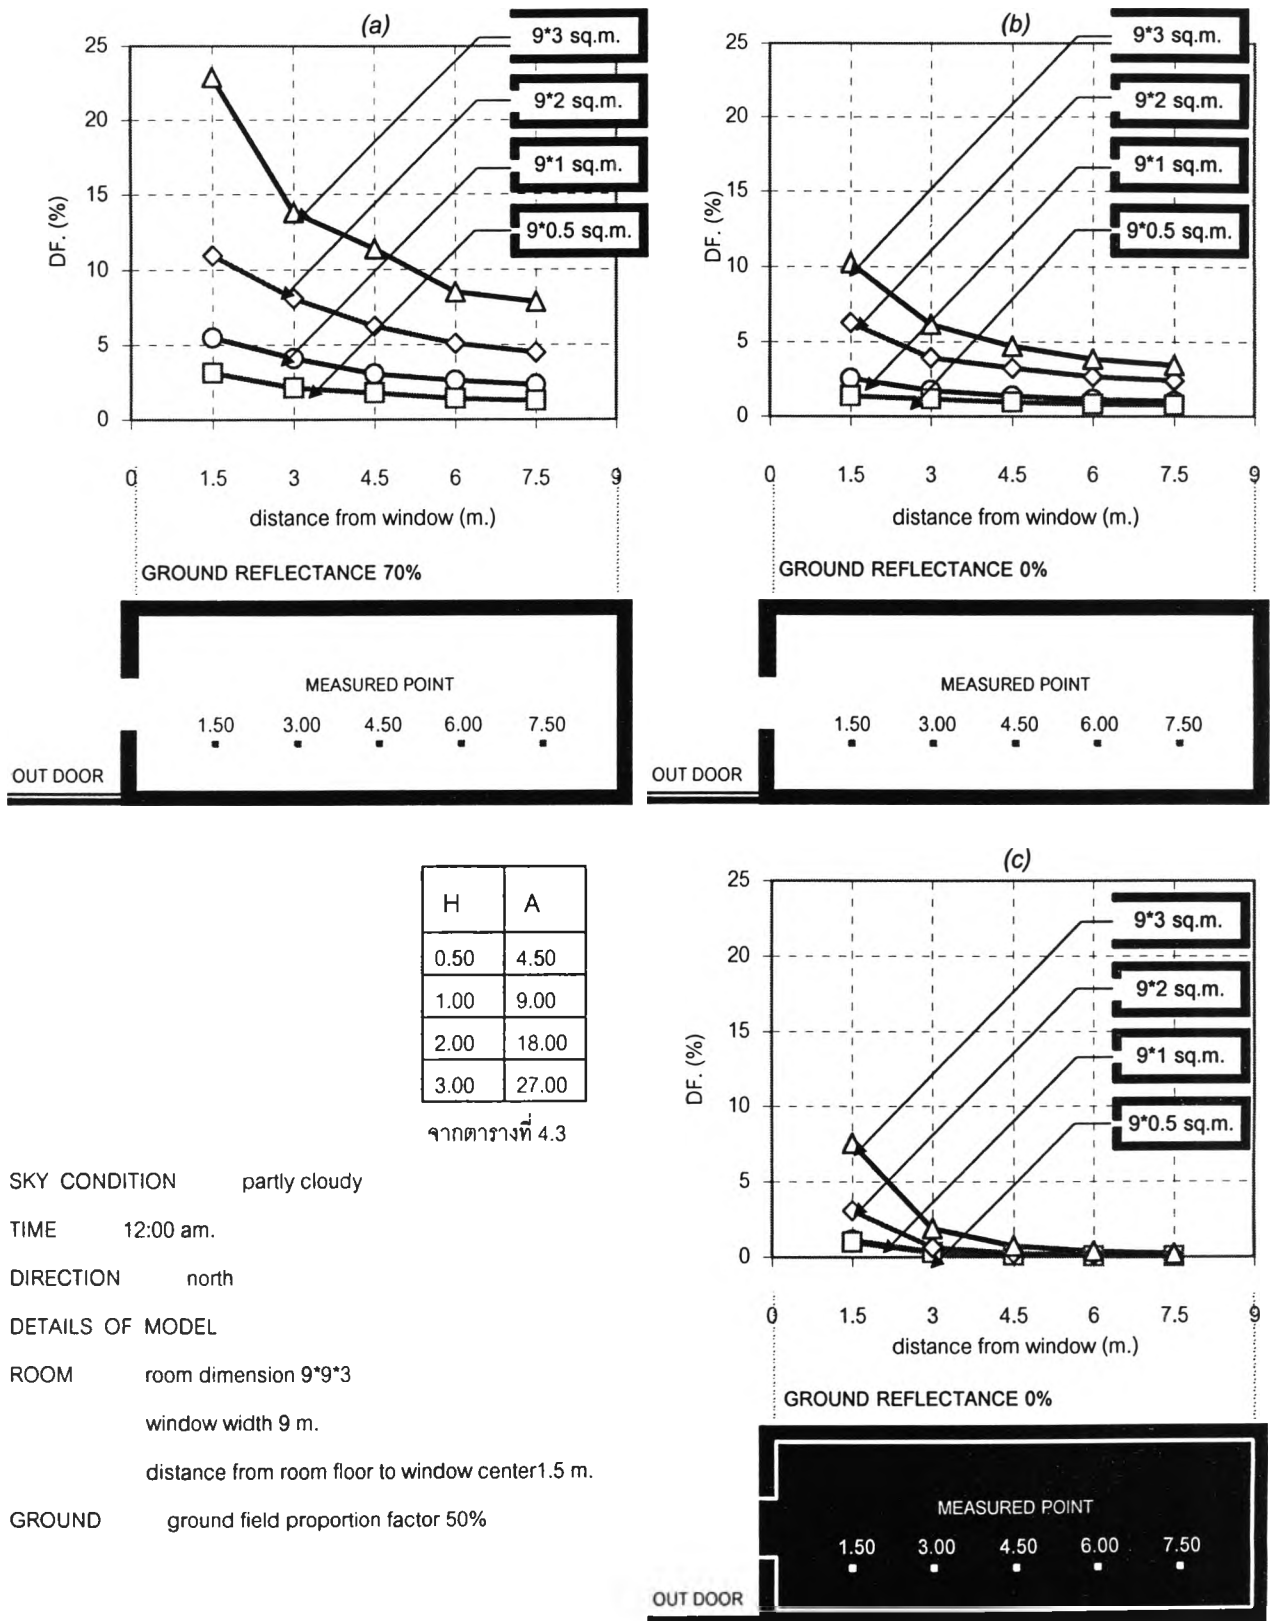 (a)
25
20
15
10
5
0
DF. (%)
9*3 sq.m.
9*2 sq.m.
9*1 sq.m.
9*0.5 sq.m.
0 1.5 3 4.5 6 7.5 9
distance from window (m.)
GROUND REFLECTANCE 70%
MEASURED POINT
1.50 3.00 4.50 6.00 7.50
OUT DOOR
(b)
25
20
15
10
5
0
DF. (%)
9*3 sq.m.
9*2 sq.m.
9*1 sq.m.
9*0.5 sq.m.
0 1.5 3 4.5 6 7.5 9
distance from window (m.)
GROUND REFLECTANCE 0%
MEASURED POINT
1.50 3.00 4.50 6.00 7.50
OUT DOOR
H A
0.50 4.50
1.00 9.00
2.00 18.00
3.00 27.00
จากตารางที่ 4.3
SKY CONDITION partly cloudy
TIME 12:00 am.
DIRECTION north
DETAILS OF MODEL
ROOM room dimension 9*9*3
window width 9 m.
distance from room floor to window center1.5 m.
GROUND ground field proportion factor 50%
(c)
25
20
15
10
5
0
DF. (%)
9*3 sq.m.
9*2 sq.m.
9*1 sq.m.
9*0.5 sq.m.
0 1.5 3 4.5 6 7.5 9
distance from window (m.)
GROUND REFLECTANCE 0%
MEASURED POINT
1.50 3.00 4.50 6.00 7.50
OUT DOOR